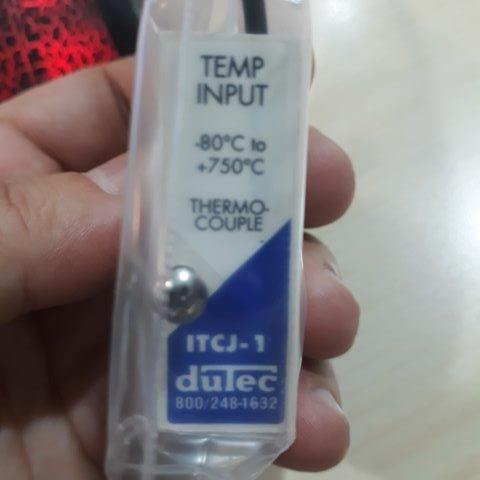 TEMP
INPUT
-80°C to
+750°C
THERMO-
COUPLE
ITCJ-1
duTec
800/248-1632